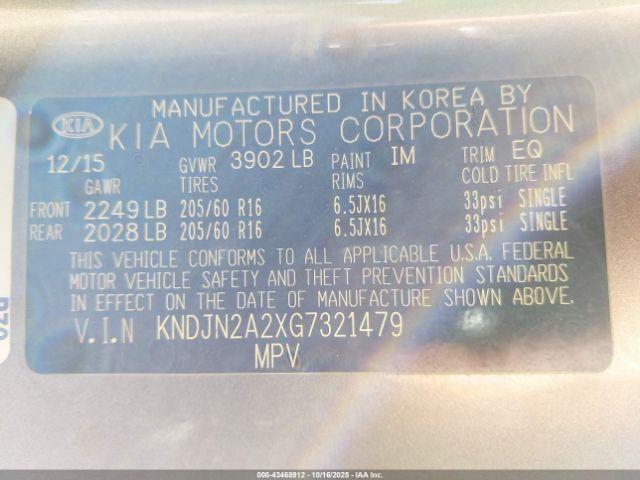 MANUFACTURED IN KOREA BY
KIA KIA MOTORS CORPORATION
12/15 GVWR 3902 LB PAINT IM TRIM EQ
GAWR TIRES RIMS COLD TIRE INFL
FRONT 2249 LB 205/60 R16 6.5JX16 33psi SINGLE
REAR 2028 LB 205/60 R16 6.5JX16 33psi SINGLE
THIS VEHICLE CONFORMS TO ALL APPLICABLE U.S.A. FEDERAL
MOTOR VEHICLE SAFETY AND THEFT PREVENTION STANDARDS
IN EFFECT ON THE DATE OF MANUFACTURE SHOWN ABOVE.
V.I.N KNDJN2A2XG7321479
MPV
000-43468912 | 10/16/2025 | IAAI.COM